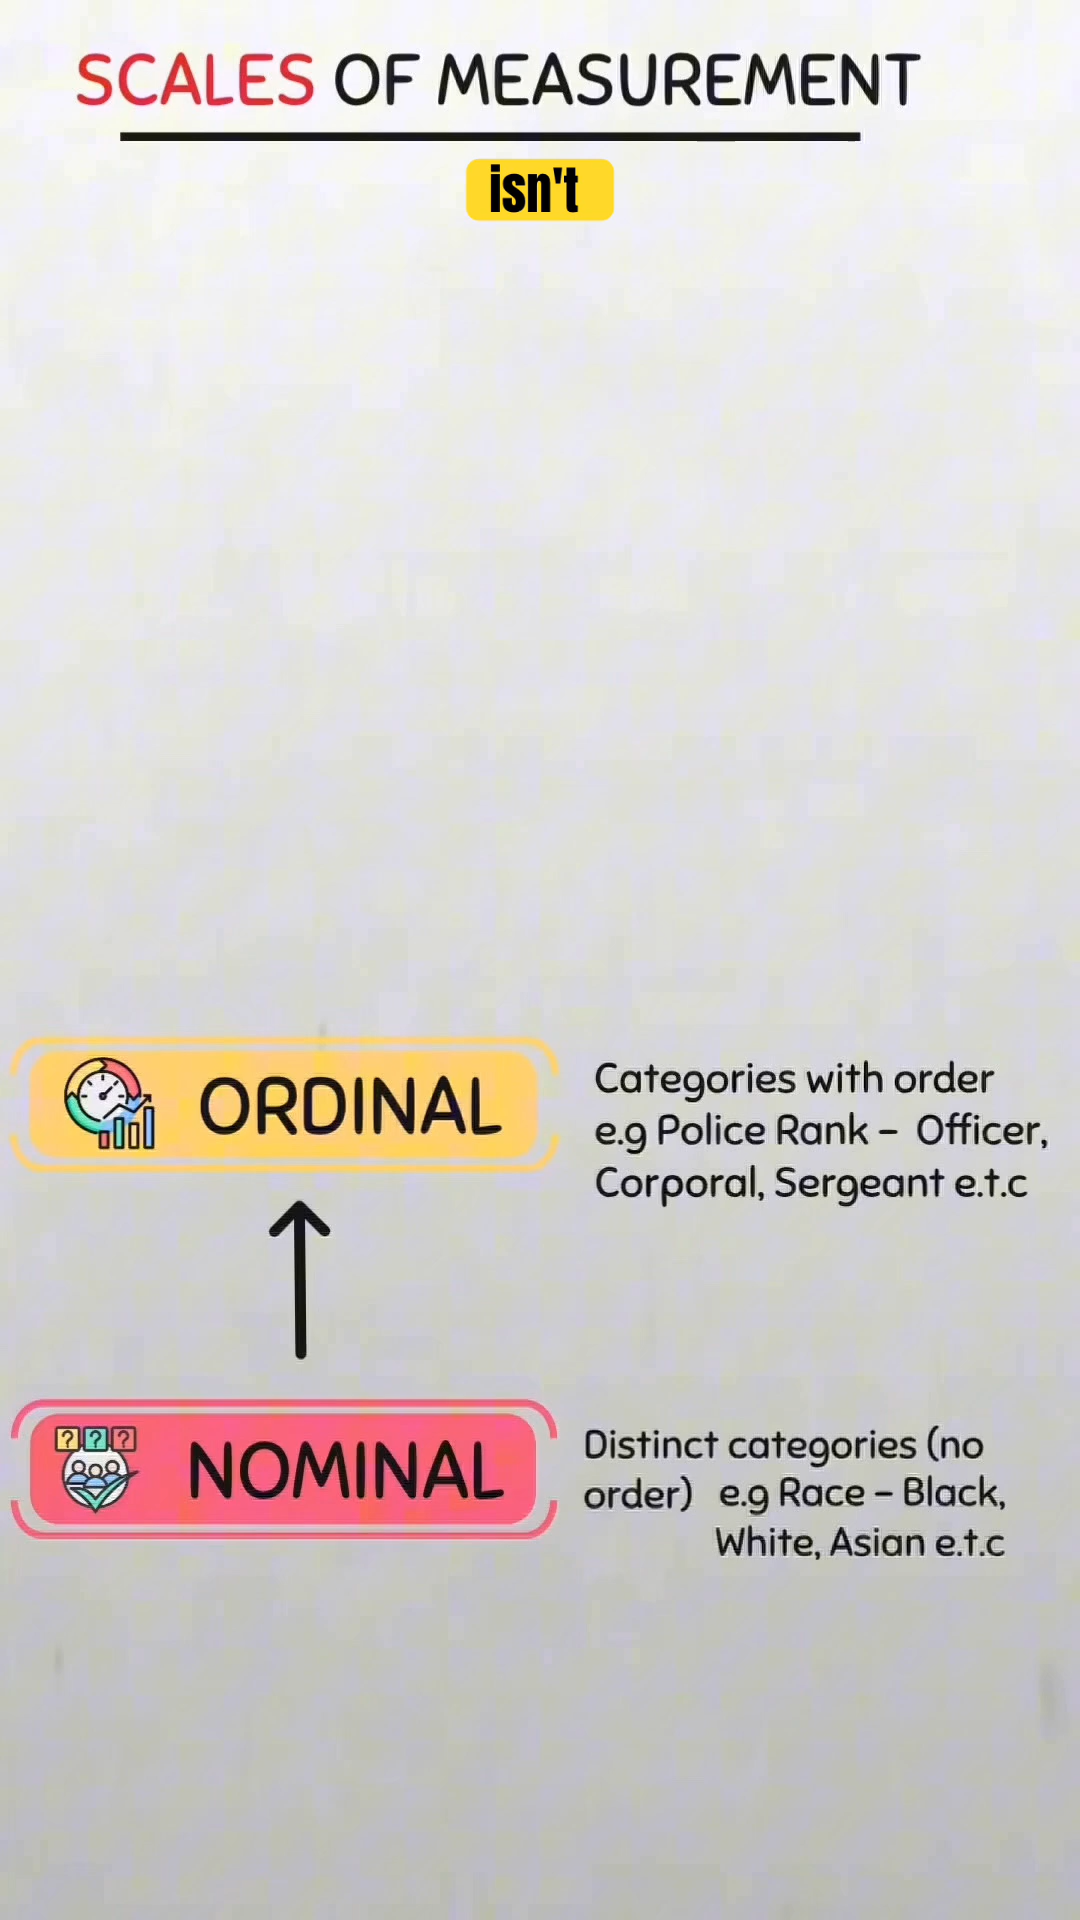 SCALES OF MEASUREMENT
isn't
ORDINAL
Categories with order
e.g Police Rank - Officer,
Corporal, Sergeant e.t.c
? ? ?
NOMINAL
Distinct categories (no
order) e.g Race - Black,
White, Asian e.t.c